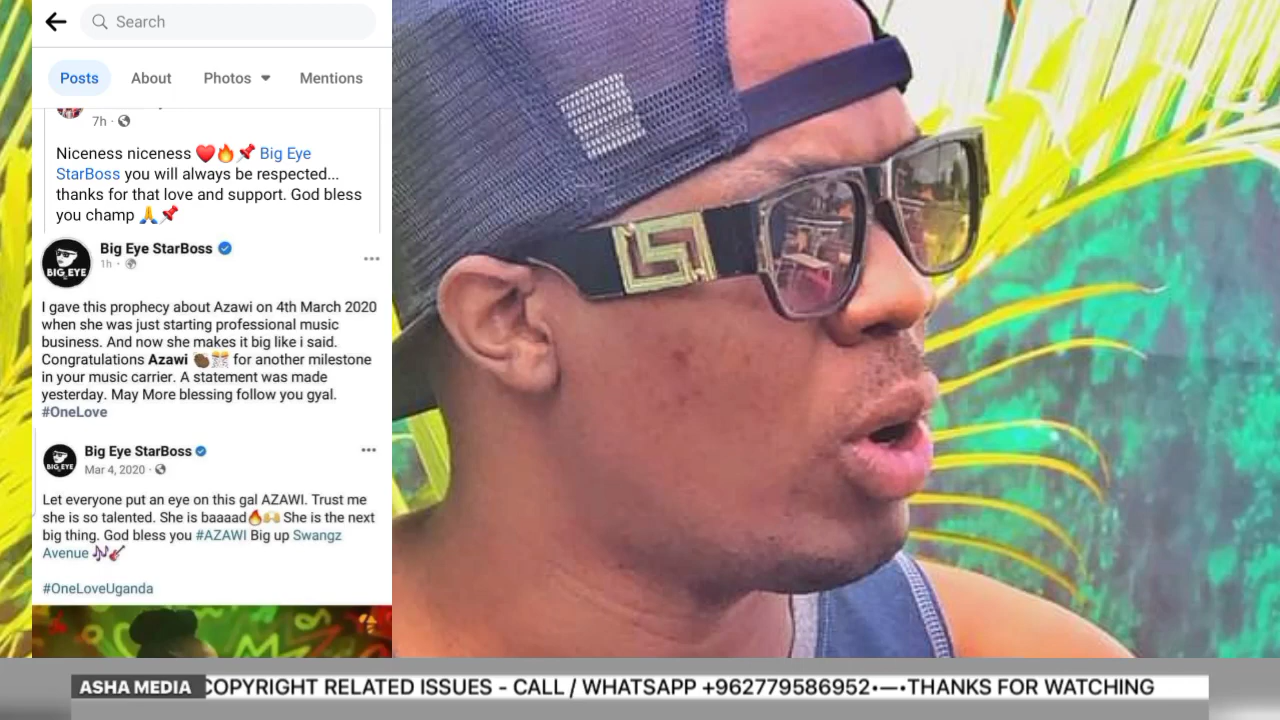 Search
Posts
About
Photos
Mentions
7h
Niceness niceness ❤️🔥📌 Big Eye
StarBoss you will always be respected...
thanks for that love and support. God bless
you champ 🙏📌
BIG EYE
Big Eye StarBoss
1h
I gave this prophecy about Azawi on 4th March 2020
when she was just starting professional music
business. And now she makes it big like i said.
Congratulations Azawi 👏🏿🎊 for another milestone
in your music carrier. A statement was made
yesterday. May More blessing follow you gyal.
#OneLove
BIG EYE
Big Eye StarBoss
Mar 4, 2020
Let everyone put an eye on this gal AZAWI. Trust me
she is so talented. She is baaaad🔥🙌 She is the next
big thing. God bless you #AZAWI Big up Swangz
Avenue 🎶🎸
#OneLoveUganda
ASHA MEDIA
COPYRIGHT RELATED ISSUES - CALL / WHATSAPP +962779586952•—•THANKS FOR WATCHING